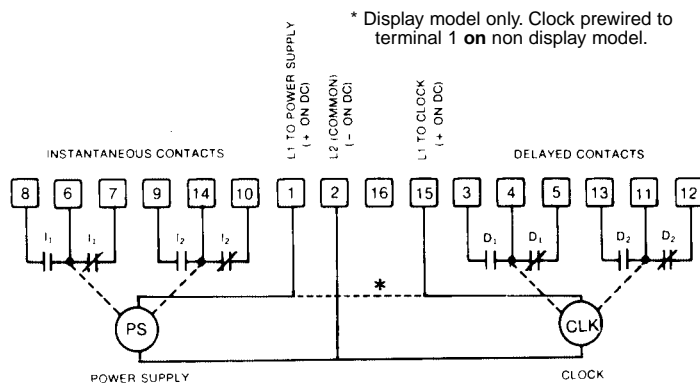 * Display model only. Clock prewired to
terminal 1 on non display model.
L1 TO POWER SUPPLY
(+ ON DC)
L2 (COMMON)
(- ON DC)
L1 TO CLOCK
(+ ON DC)
INSTANTANEOUS CONTACTS
DELAYED CONTACTS
8 6 7 9 14 10 1 2 16 15 3 4 5 13 11 12
I₁ I₁ I₂ I₂ D₁ D₁ D₂ D₂
*
PS
CLK
POWER SUPPLY
CLOCK